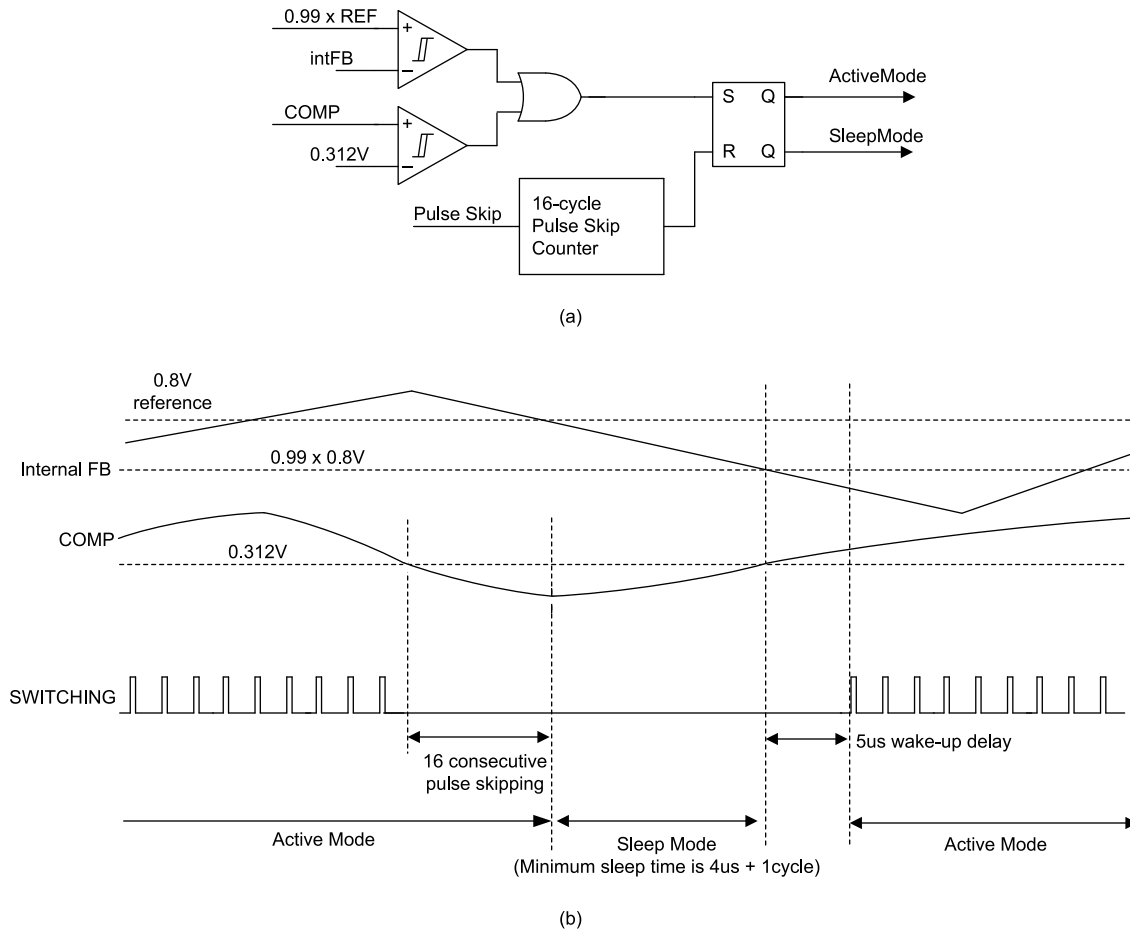 0.99 x REF
+
intFB
−
COMP
+
0.312V
−
S Q
R Q
ActiveMode
SleepMode
Pulse Skip
16-cycle
Pulse Skip
Counter
(a)
0.8V
reference
Internal FB
0.99 x 0.8V
COMP
0.312V
SWITCHING
16 consecutive
pulse skipping
5us wake-up delay
Active Mode
Sleep Mode
(Minimum sleep time is 4us + 1cycle)
Active Mode
(b)